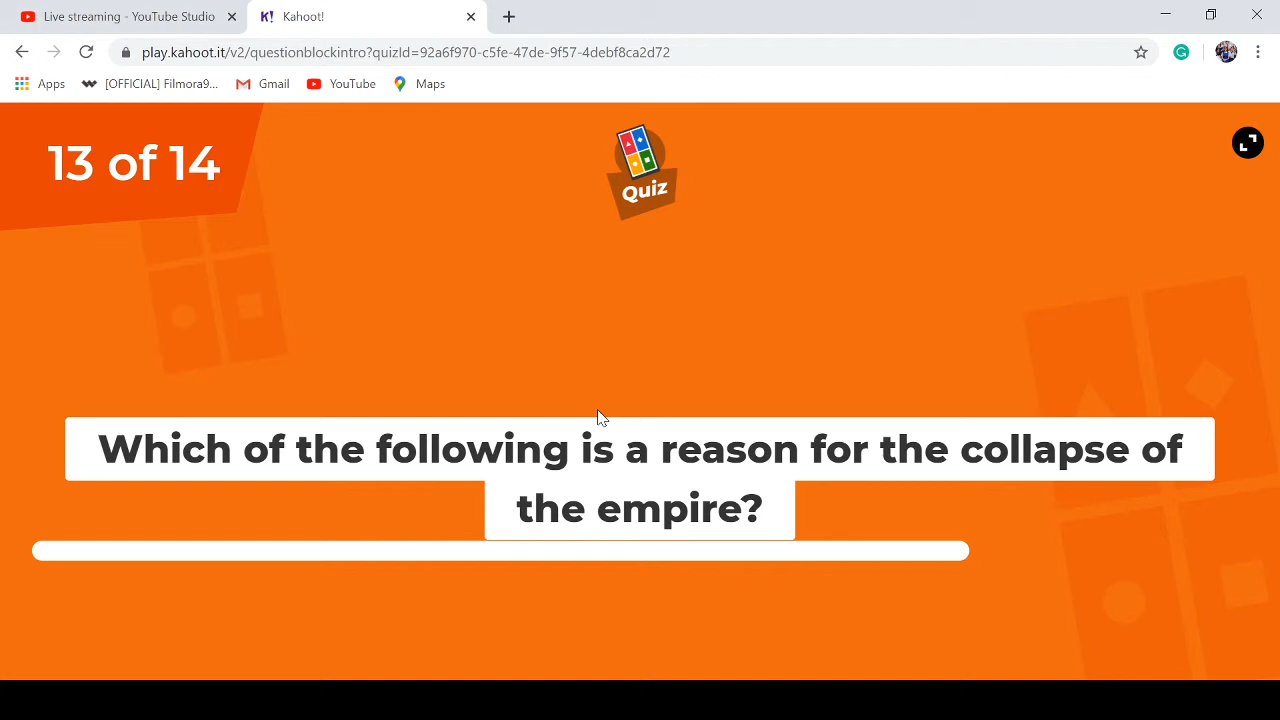 Live streaming - YouTube Studio
Kahoot!
play.kahoot.it/v2/questionblockintro?quizId=92a6f970-c5fe-47de-9f57-4debf8ca2d72
Apps
[OFFICIAL] Filmora9...
Gmail
YouTube
Maps
13 of 14
Quiz
Which of the following is a reason for the collapse of
the empire?